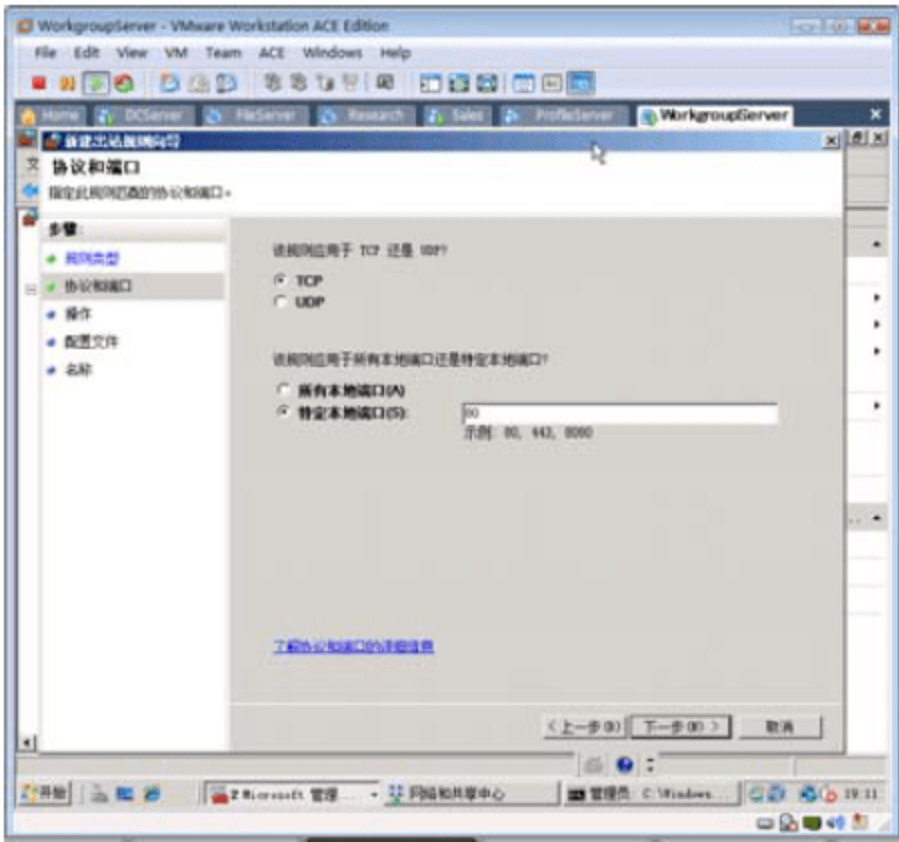 WorkgroupServer - VMware Workstation ACE Edition
File Edit View VM Team ACE Windows Help
Home DCServer FileServer Research Sales ProfileServer WorkgroupServer
新建出站规则向导
文
协议和端口
指定此规则匹配的协议和端口。
步骤:
规则类型
协议和端口
操作
配置文件
名称
该规则应用于 TCP 还是 UDP?
TCP
UDP
该规则应用于所有本地端口还是特定本地端口?
所有本地端口(A)
特定本地端口(S):
80
示例: 80, 443, 8080
了解协议和端口的详细信息
<上一步(B) 下一步(N) > 取消
开始 2 Microsoft 管理... 网络和共享中心 管理员: C:\Windows... 19:11